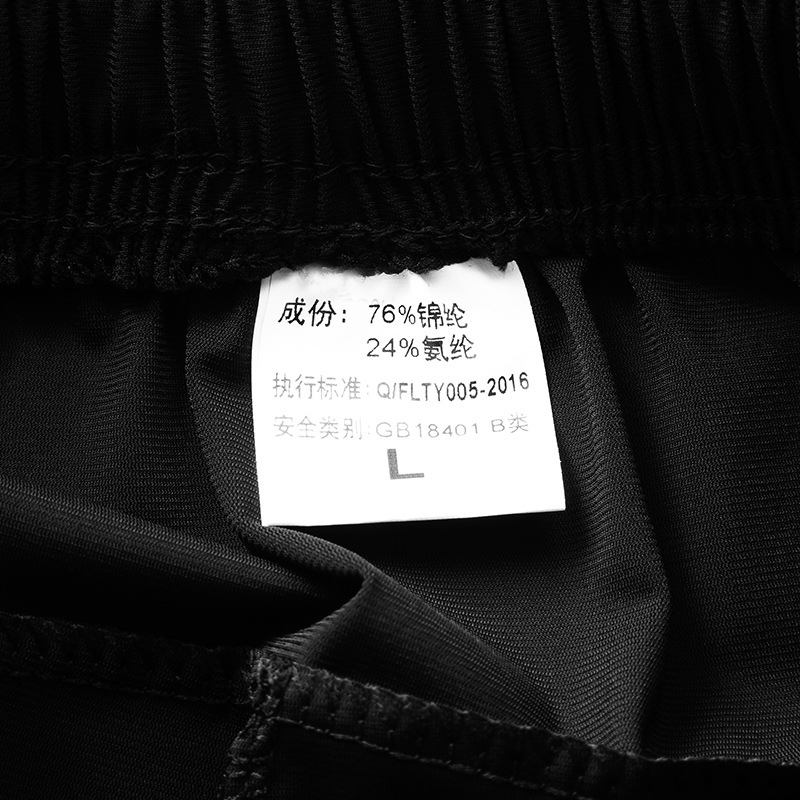 成份：76%锦纶
24%氨纶
执行标准：Q/FLTY005-2016
安全类别：GB18401 B类
L